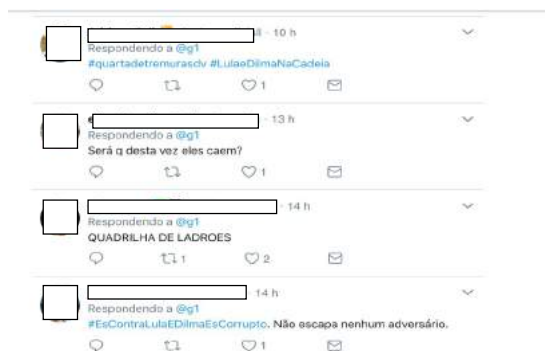 · 10 h
Respondendo a @g1
#quartadetremurasdv #LulaeDilmaNaCadeia
1
· 13 h
Respondendo a @g1
Será q desta vez eles caem?
1
· 14 h
Respondendo a @g1
QUADRILHA DE LADROES
1 2
14 h
Respondendo a @g1
#EsContraLulaEDilmaEsCorrupto. Não escapa nenhum adversário.
1